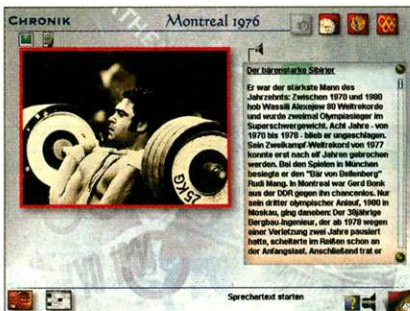 CHRONIK
Montreal 1976
Der bärenstarke Sibirier
Er war der stärkste Mann des
Jahrzehnts: Zwischen 1970 und 1980
hob Wassili Alexejew 80 Weltrekorde
und wurde zweimal Olympiasieger im
Superschwergewicht. Acht Jahre - von
1970 bis 1978 - blieb er ungeschlagen.
Sein Zweikampf-Weltrekord von 1977
konnte erst nach elf Jahren gebrochen
werden. Bei den Spielen in München
besiegte er den "Bär von Bellenberg"
Rudi Mang. In Montreal war Gerd Bonk
aus der DDR gegen ihn chancenlos. Nur
sein dritter olympischer Anlauf, 1980 in
Moskau, ging daneben: Der 38jährige
Bergbau-Ingenieur, der ab 1978 wegen
einer Verletzung zwei Jahre pausiert
hatte, scheiterte im Reißen schon an
der Anfangslast. Anschließend trat er
25KG
Sprechertext starten
?